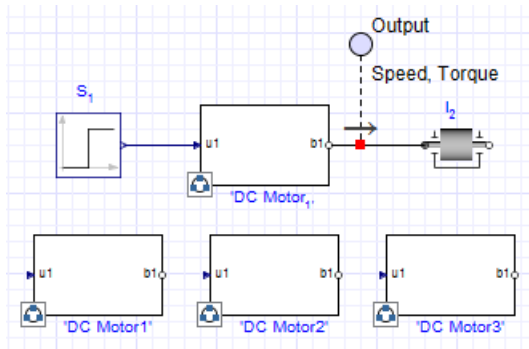 Output
Speed, Torque
S1
I2
u1
b1
"DC Motor1"
u1
b1
u1
b1
u1
b1
"DC Motor1"
"DC Motor2"
"DC Motor3"